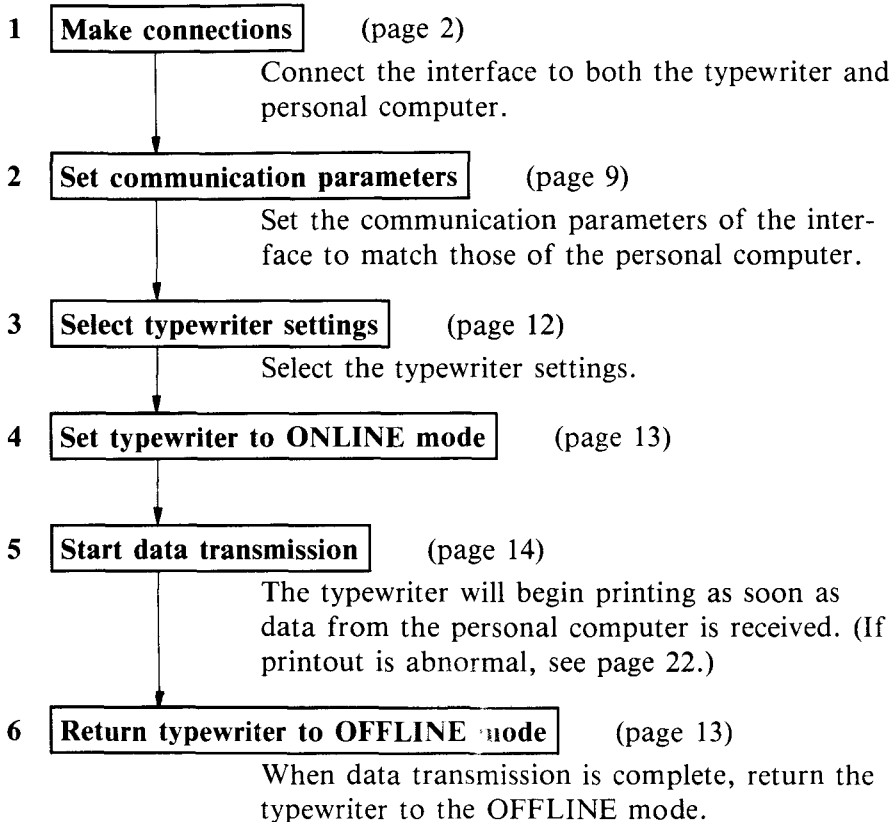 1 Make connections (page 2)
Connect the interface to both the typewriter and
personal computer.
2 Set communication parameters (page 9)
Set the communication parameters of the inter-
face to match those of the personal computer.
3 Select typewriter settings (page 12)
Select the typewriter settings.
4 Set typewriter to ONLINE mode (page 13)
5 Start data transmission (page 14)
The typewriter will begin printing as soon as
data from the personal computer is received. (If
printout is abnormal, see page 22.)
6 Return typewriter to OFFLINE mode (page 13)
When data transmission is complete, return the
typewriter to the OFFLINE mode.